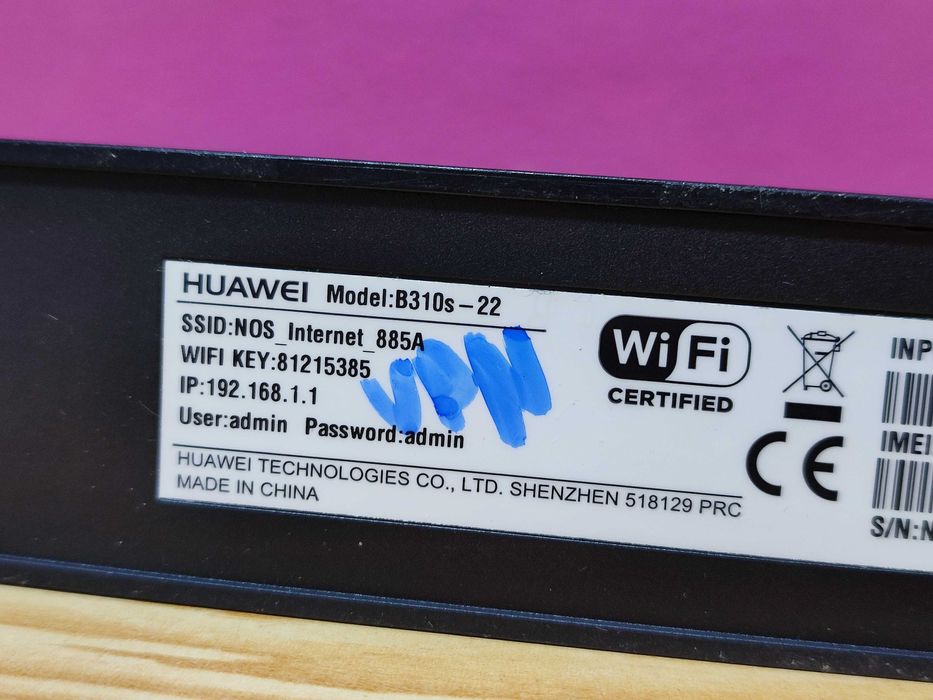 HUAWEI Model:B310s-22
SSID:NOS_Internet_885A
WIFI KEY:81215385
IP:192.168.1.1
User:admin Password:admin
HUAWEI TECHNOLOGIES CO., LTD. SHENZHEN 518129 PRC
MADE IN CHINA
WiFi
CERTIFIED
CE
INP
IMEI
S/N:N